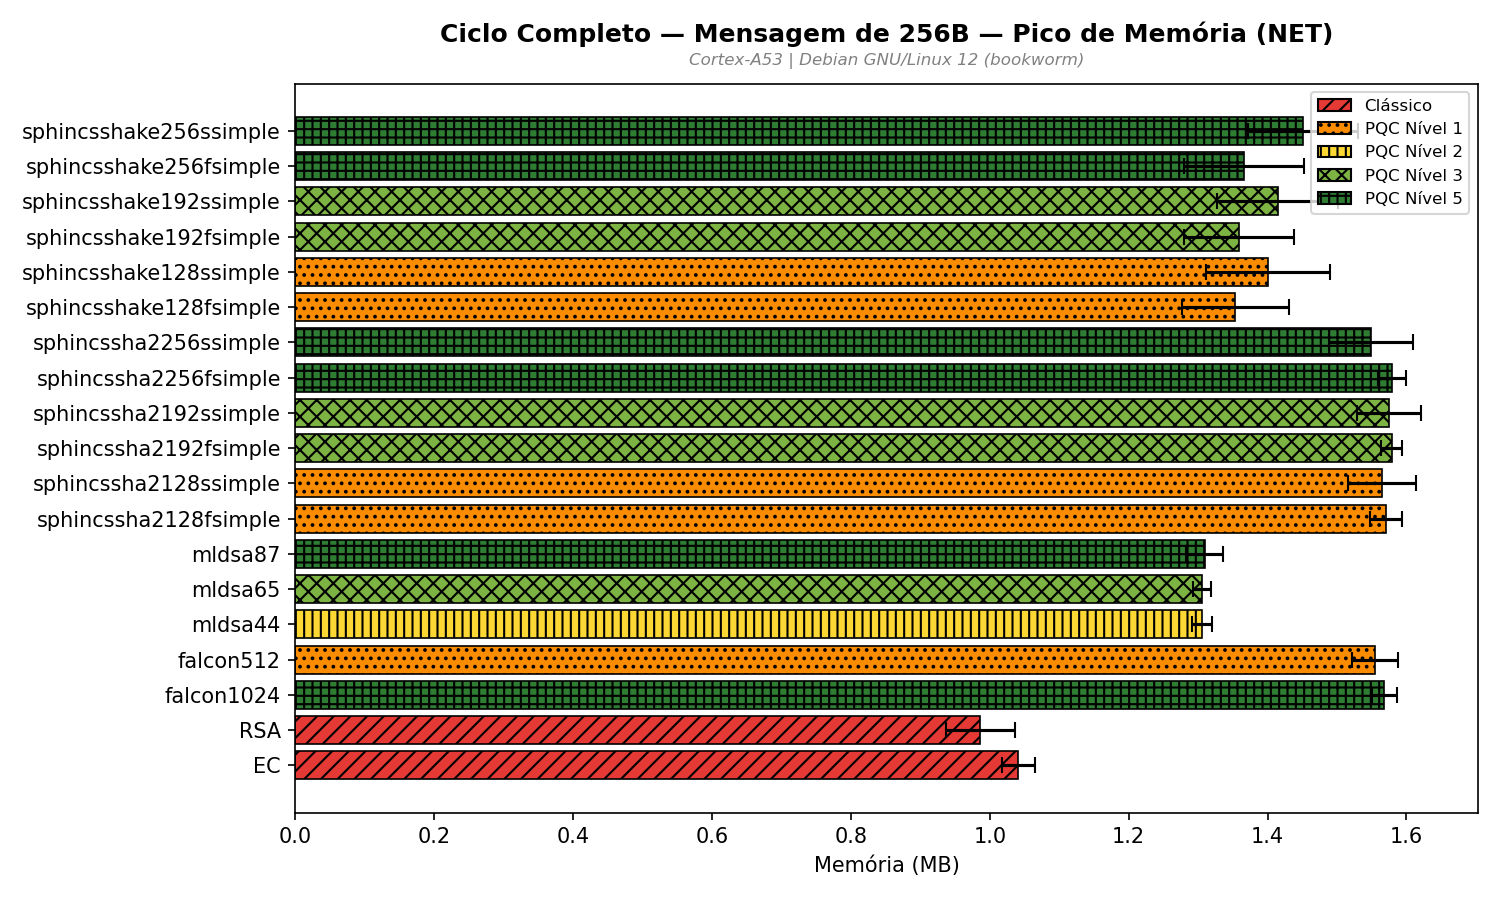 Ciclo Completo — Mensagem de 256B — Pico de Memória (NET)
Cortex-A53 | Debian GNU/Linux 12 (bookworm)
Clássico
PQC Nível 1
PQC Nível 2
PQC Nível 3
PQC Nível 5
sphincsshake256ssimple
sphincsshake256fsimple
sphincsshake192ssimple
sphincsshake192fsimple
sphincsshake128ssimple
sphincsshake128fsimple
sphincssha2256ssimple
sphincssha2256fsimple
sphincssha2192ssimple
sphincssha2192fsimple
sphincssha2128ssimple
sphincssha2128fsimple
mldsa87
mldsa65
mldsa44
falcon512
falcon1024
RSA
EC
0.0 0.2 0.4 0.6 0.8 1.0 1.2 1.4 1.6
Memória (MB)